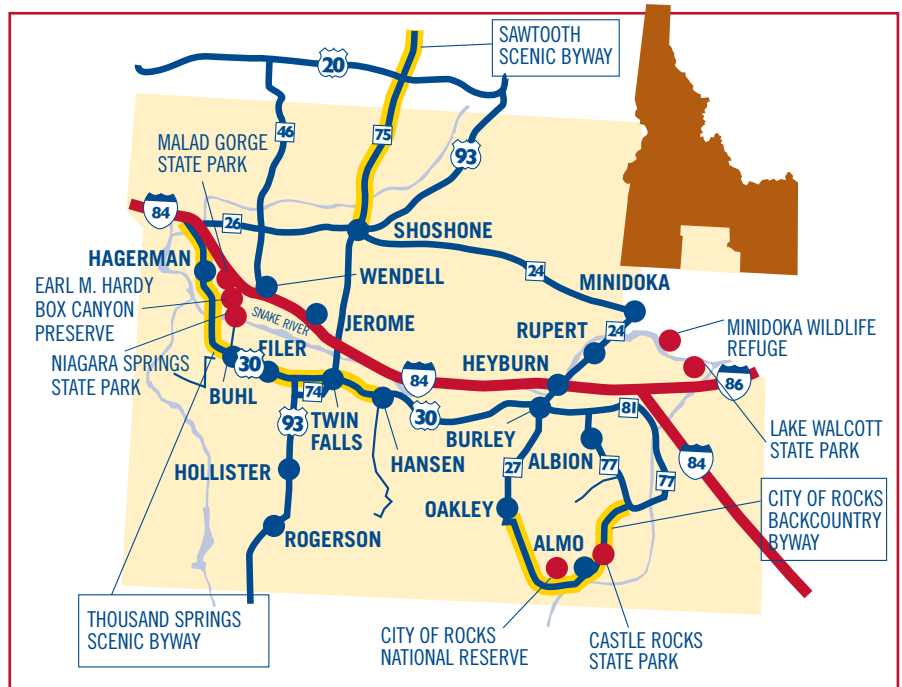 SAWTOOTH
SCENIC BYWAY
20
46
75
93
MALAD GORGE
STATE PARK
84
26
SHOSHONE
HAGERMAN
WENDELL
24
MINIDOKA
EARL M. HARDY
BOX CANYON
PRESERVE
SNAKE RIVER
JEROME
RUPERT
24
MINIDOKA WILDLIFE
REFUGE
NIAGARA SPRINGS
STATE PARK
FILER
30
HEYBURN
84
86
BUHL
74
TWIN
FALLS
93
30
81
HANSEN
BURLEY
LAKE WALCOTT
STATE PARK
HOLLISTER
27
ALBION
77
84
77
OAKLEY
CITY OF ROCKS
BACKCOUNTRY
BYWAY
ROGERSON
ALMO
THOUSAND SPRINGS
SCENIC BYWAY
CITY OF ROCKS
NATIONAL RESERVE
CASTLE ROCKS
STATE PARK